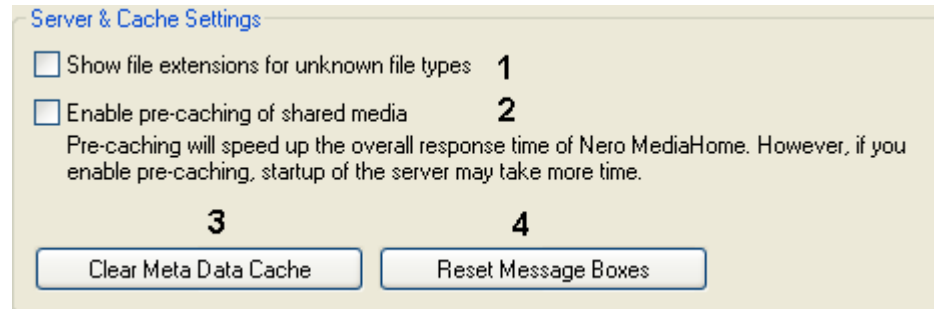 Server & Cache Settings
Show file extensions for unknown file types 1
Enable pre-caching of shared media 2
Pre-caching will speed up the overall response time of Nero MediaHome. However, if you
enable pre-caching, startup of the server may take more time.
3 4
Clear Meta Data Cache Reset Message Boxes